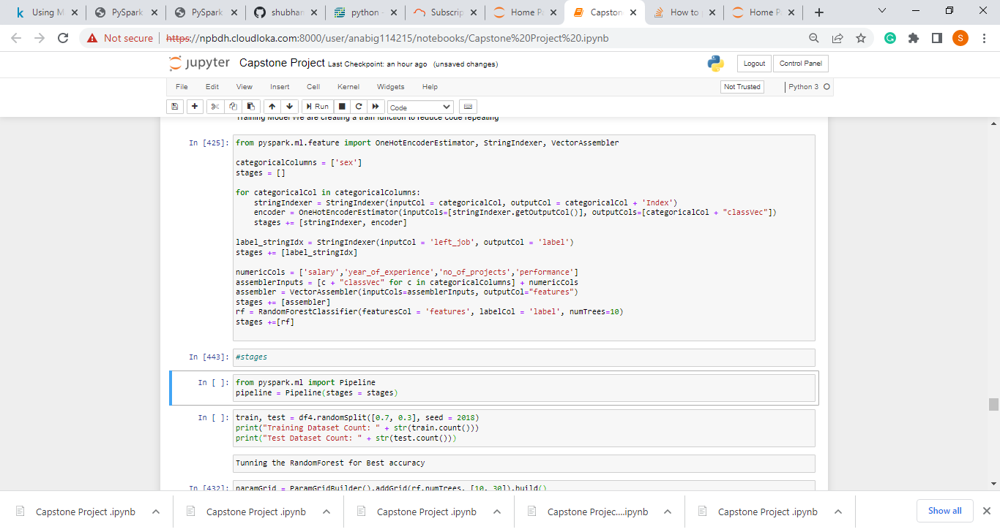 Using M
PySpark
PySpark
shubhan
python -
Subscrip
Home Pa
Capston
How to
Home Pa
Not secure
https://npbdh.cloudloka.com:8000/user/anabig114215/notebooks/Capstone%20Project%20.ipynb
S
jupyter
Capstone Project Last Checkpoint: an hour ago (unsaved changes)
Logout
Control Panel
File Edit View Insert Cell Kernel Widgets Help
Not Trusted
Python 3
Run
Code
Training Model We are creating a train function to reduce code repeating
In [425]:
from pyspark.ml.feature import OneHotEncoderEstimator, StringIndexer, VectorAssembler
categoricalColumns = ['sex']
stages = []
for categoricalCol in categoricalColumns:
    stringIndexer = StringIndexer(inputCol = categoricalCol, outputCol = categoricalCol + 'Index')
    encoder = OneHotEncoderEstimator(inputCols=[stringIndexer.getOutputCol()], outputCols=[categoricalCol + "classVec"])
    stages += [stringIndexer, encoder]
label_stringIdx = StringIndexer(inputCol = 'left_job', outputCol = 'label')
stages += [label_stringIdx]
numericCols = ['salary','year_of_experience','no_of_projects','performance']
assemblerInputs = [c + "classVec" for c in categoricalColumns] + numericCols
assembler = VectorAssembler(inputCols=assemblerInputs, outputCol="features")
stages += [assembler]
rf = RandomForestClassifier(featuresCol = 'features', labelCol = 'label', numTrees=10)
stages +=[rf]
In [443]:
#stages
In [ ]:
from pyspark.ml import Pipeline
pipeline = Pipeline(stages = stages)
In [ ]:
train, test = df4.randomSplit([0.7, 0.3], seed = 2018)
print("Training Dataset Count: " + str(train.count()))
print("Test Dataset Count: " + str(test.count()))
Tunning the RandomForest for Best accuracy
In [432]:
paramGrid = ParamGridBuilder().addGrid(rf.numTrees, [10, 30]).build()
Capstone Project .ipynb
Capstone Project .ipynb
Capstone Project .ipynb
Capstone Projec....ipynb
Capstone Project .ipynb
Show all